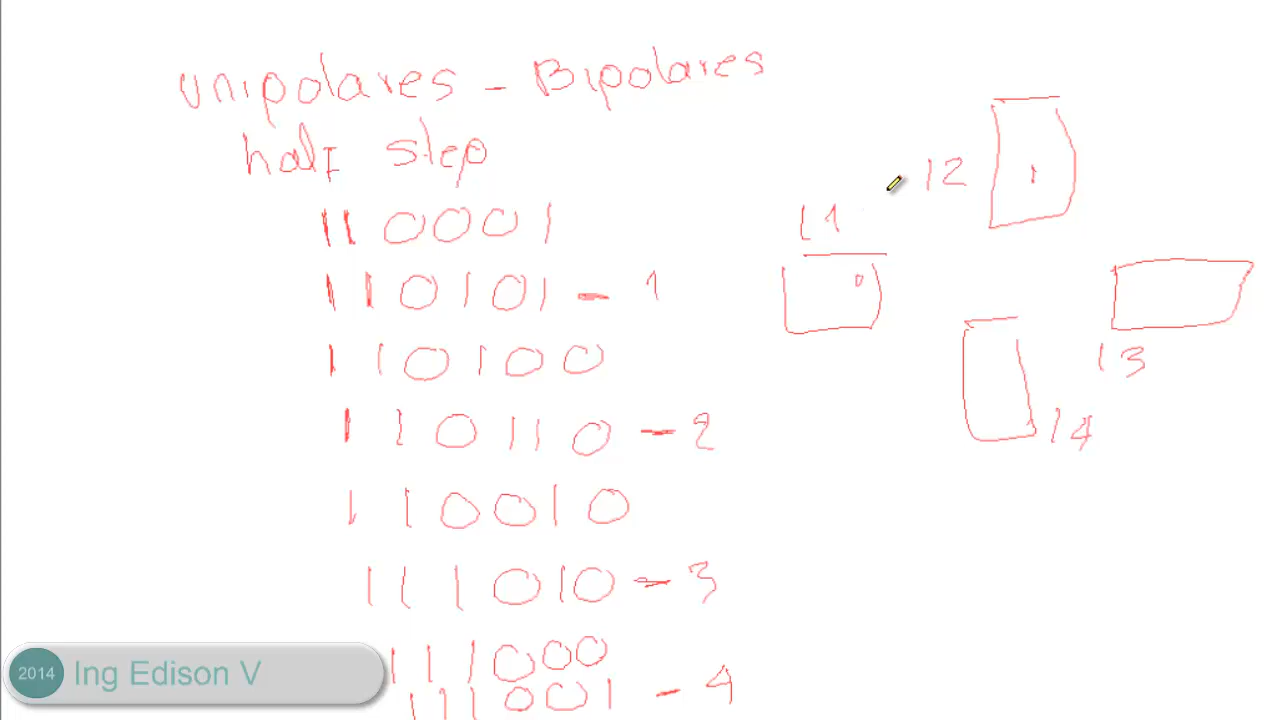 unipolares - Bipolares
half step
110001
110101 - 1
110100
110110 - 2
110010
111010 - 3
111000
111001 - 4
12
1
11
0
13
14
2014 Ing Edison V